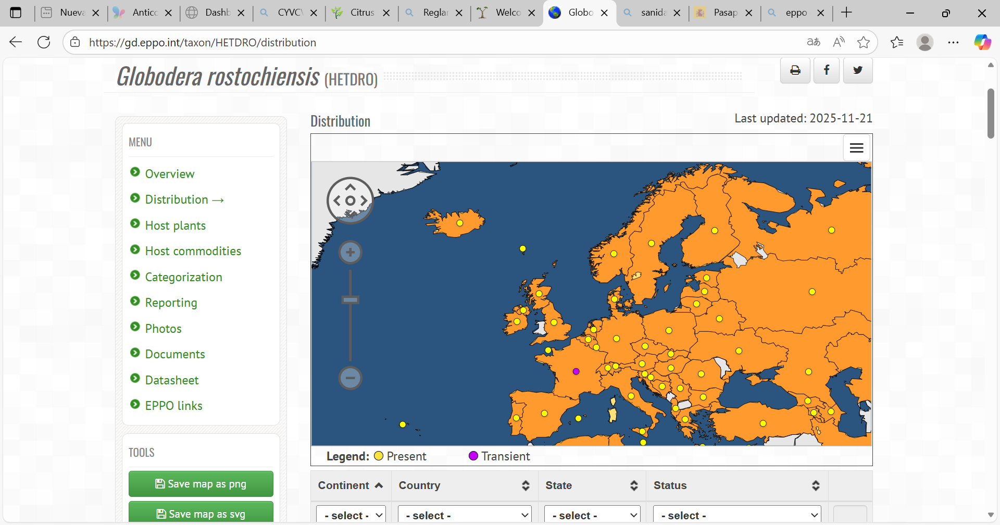 Nueva
Antico
Dashb
CYVCV
Citrus
Reglar
Welco
Globo
sanida
Pasap
eppo
https://gd.eppo.int/taxon/HETDRO/distribution
Globodera rostochiensis (HETDRO)
MENU
Overview
Distribution →
Host plants
Host commodities
Categorization
Reporting
Photos
Documents
Datasheet
EPPO links
TOOLS
Save map as png
Save map as svg
Distribution
Last updated: 2025-11-21
Legend: Present Transient
Continent Country State Status
- select - - select - - select - - select -